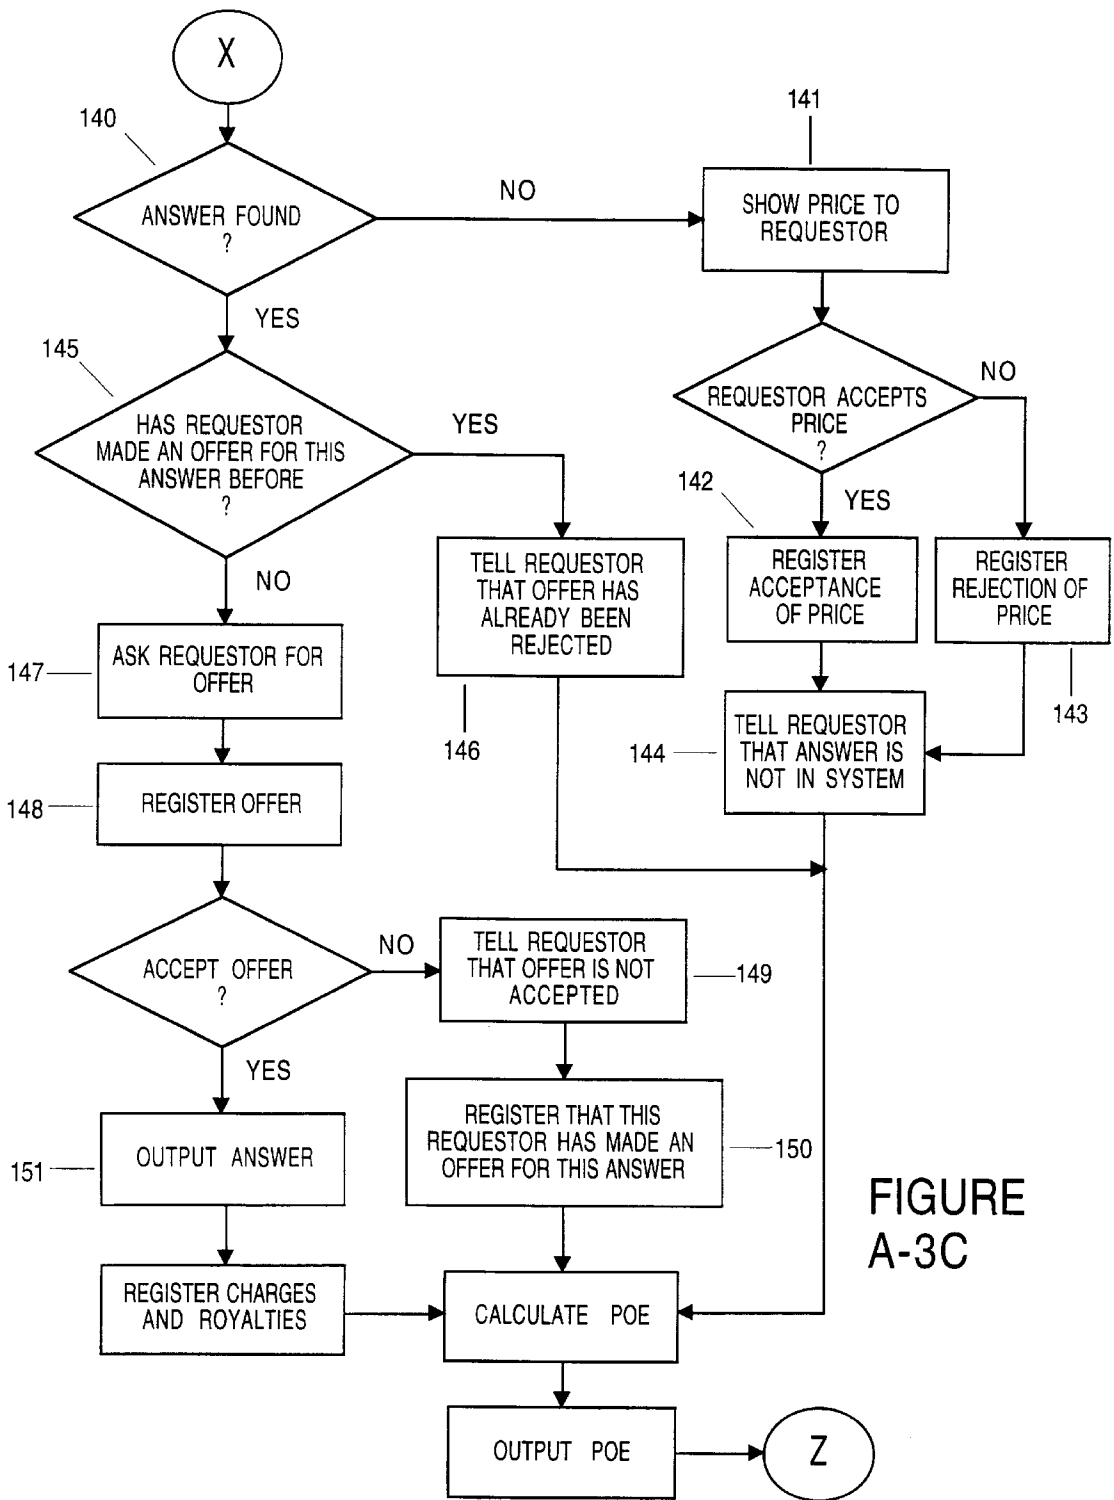 X
140
ANSWER FOUND
?
NO
141
SHOW PRICE TO
REQUESTOR
YES
145
HAS REQUESTOR
MADE AN OFFER FOR THIS
ANSWER BEFORE
?
YES
REQUESTOR ACCEPTS
PRICE
?
NO
142
YES
NO
TELL REQUESTOR
THAT OFFER HAS
ALREADY BEEN
REJECTED
146
REGISTER
ACCEPTANCE
OF PRICE
REGISTER
REJECTION OF
PRICE
143
147
ASK REQUESTOR FOR
OFFER
144
TELL REQUESTOR
THAT ANSWER IS
NOT IN SYSTEM
148
REGISTER OFFER
ACCEPT OFFER
?
NO
TELL REQUESTOR
THAT OFFER IS NOT
ACCEPTED
149
YES
REGISTER THAT THIS
REQUESTOR HAS MADE AN
OFFER FOR THIS ANSWER
150
151
OUTPUT ANSWER
FIGURE
A-3C
REGISTER CHARGES
AND ROYALTIES
CALCULATE POE
OUTPUT POE
Z